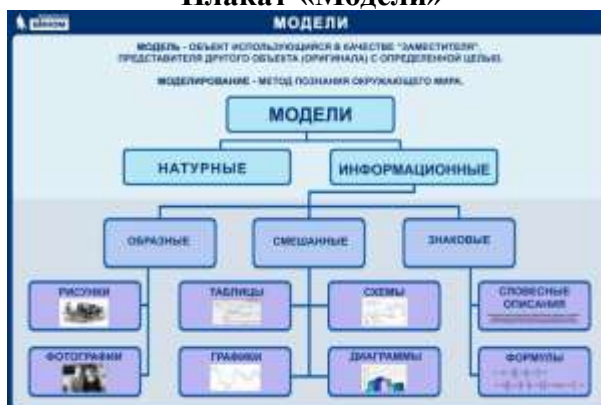 Плакат «Модели»
МОДЕЛИ
МОДЕЛЬ - ОБЪЕКТ ИСПОЛЬЗУЮЩИЙСЯ В КАЧЕСТВЕ "ЗАМЕСТИТЕЛЯ",
ПРЕДСТАВИТЕЛЯ ДРУГОГО ОБЪЕКТА (ОРИГИНАЛА) С ОПРЕДЕЛЕННОЙ ЦЕЛЬЮ.
МОДЕЛИРОВАНИЕ - МЕТОД ПОЗНАНИЯ ОКРУЖАЮЩЕГО МИРА.
МОДЕЛИ
НАТУРНЫЕ
ИНФОРМАЦИОННЫЕ
ОБРАЗНЫЕ
СМЕШАННЫЕ
ЗНАКОВЫЕ
РИСУНКИ
ТАБЛИЦЫ
СХЕМЫ
СЛОВЕСНЫЕ
ОПИСАНИЯ
ФОТОГРАФИИ
ГРАФИКИ
ДИАГРАММЫ
ФОРМУЛЫ